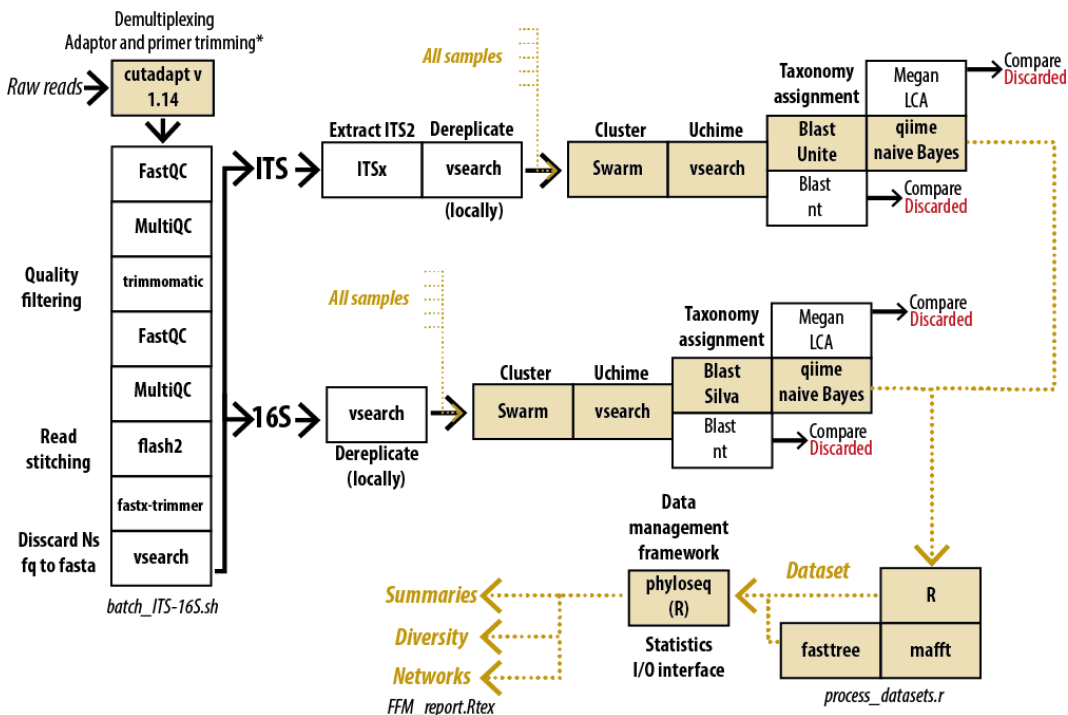 Demultiplexing
Adaptor and primer trimming*
Raw reads
cutadapt v
1.14
FastQC
MultiQC
Quality
filtering
trimmomatic
FastQC
MultiQC
Read
stitching
flash2
fastx-trimmer
Disscard Ns
fq to fasta
vsearch
batch_ITS-16S.sh
ITS
Extract ITS2
ITSx
Dereplicate
vsearch
(locally)
All samples
Cluster
Swarm
Uchime
vsearch
Taxonomy
assignment
Megan
LCA
Compare
Discarded
Blast
Unite
qiime
naive Bayes
Blast
nt
Compare
Discarded
16S
vsearch
Dereplicate
(locally)
All samples
Cluster
Swarm
Uchime
vsearch
Taxonomy
assignment
Megan
LCA
Compare
Discarded
Blast
Silva
qiime
naive Bayes
Blast
nt
Compare
Discarded
Data
management
framework
phyloseq
(R)
Statistics
I/O interface
Dataset
R
fasttree
mafft
process_datasets.r
Summaries
Diversity
Networks
FFM_report.Rtex